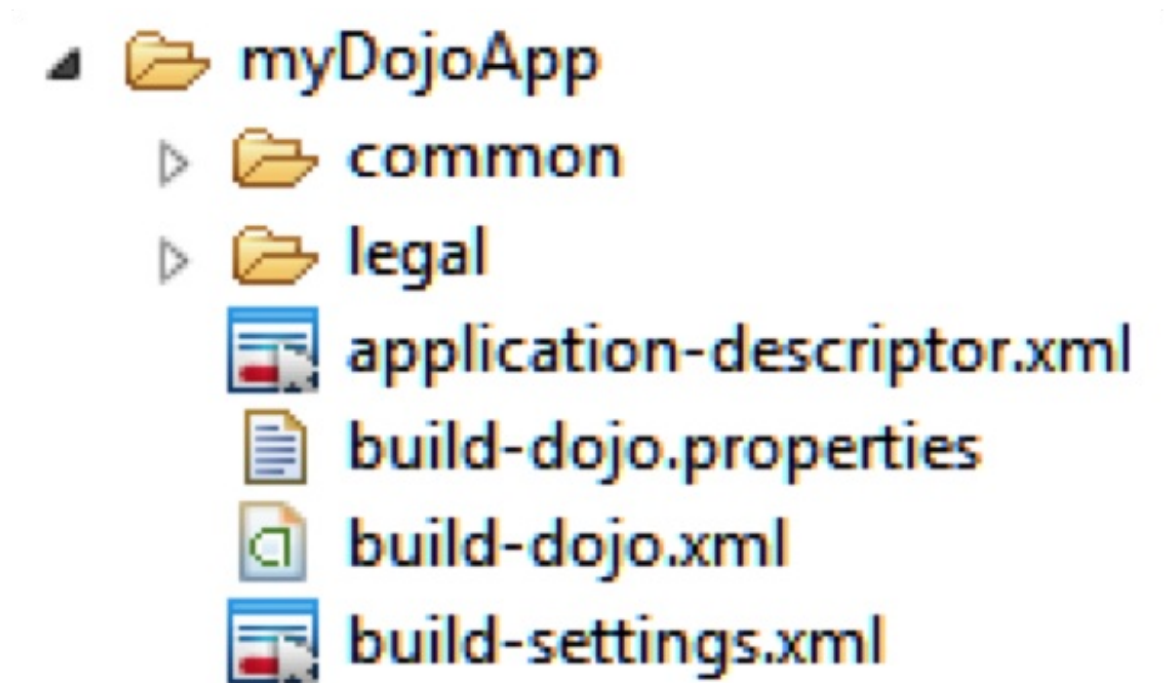 myDojoApp
common
legal
application-descriptor.xml
build-dojo.properties
build-dojo.xml
build-settings.xml